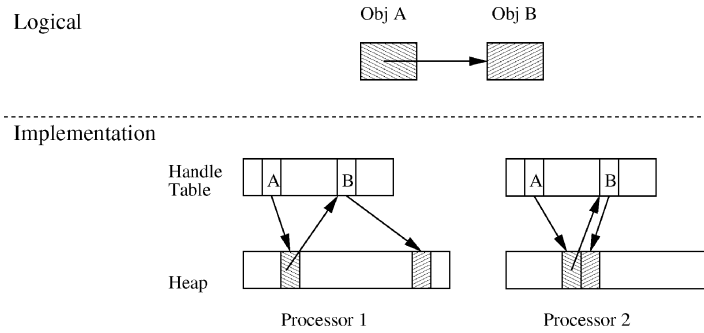 Obj A Obj B
Logical
Implementation
Handle
Table
A B A B
Heap
Processor 1 Processor 2